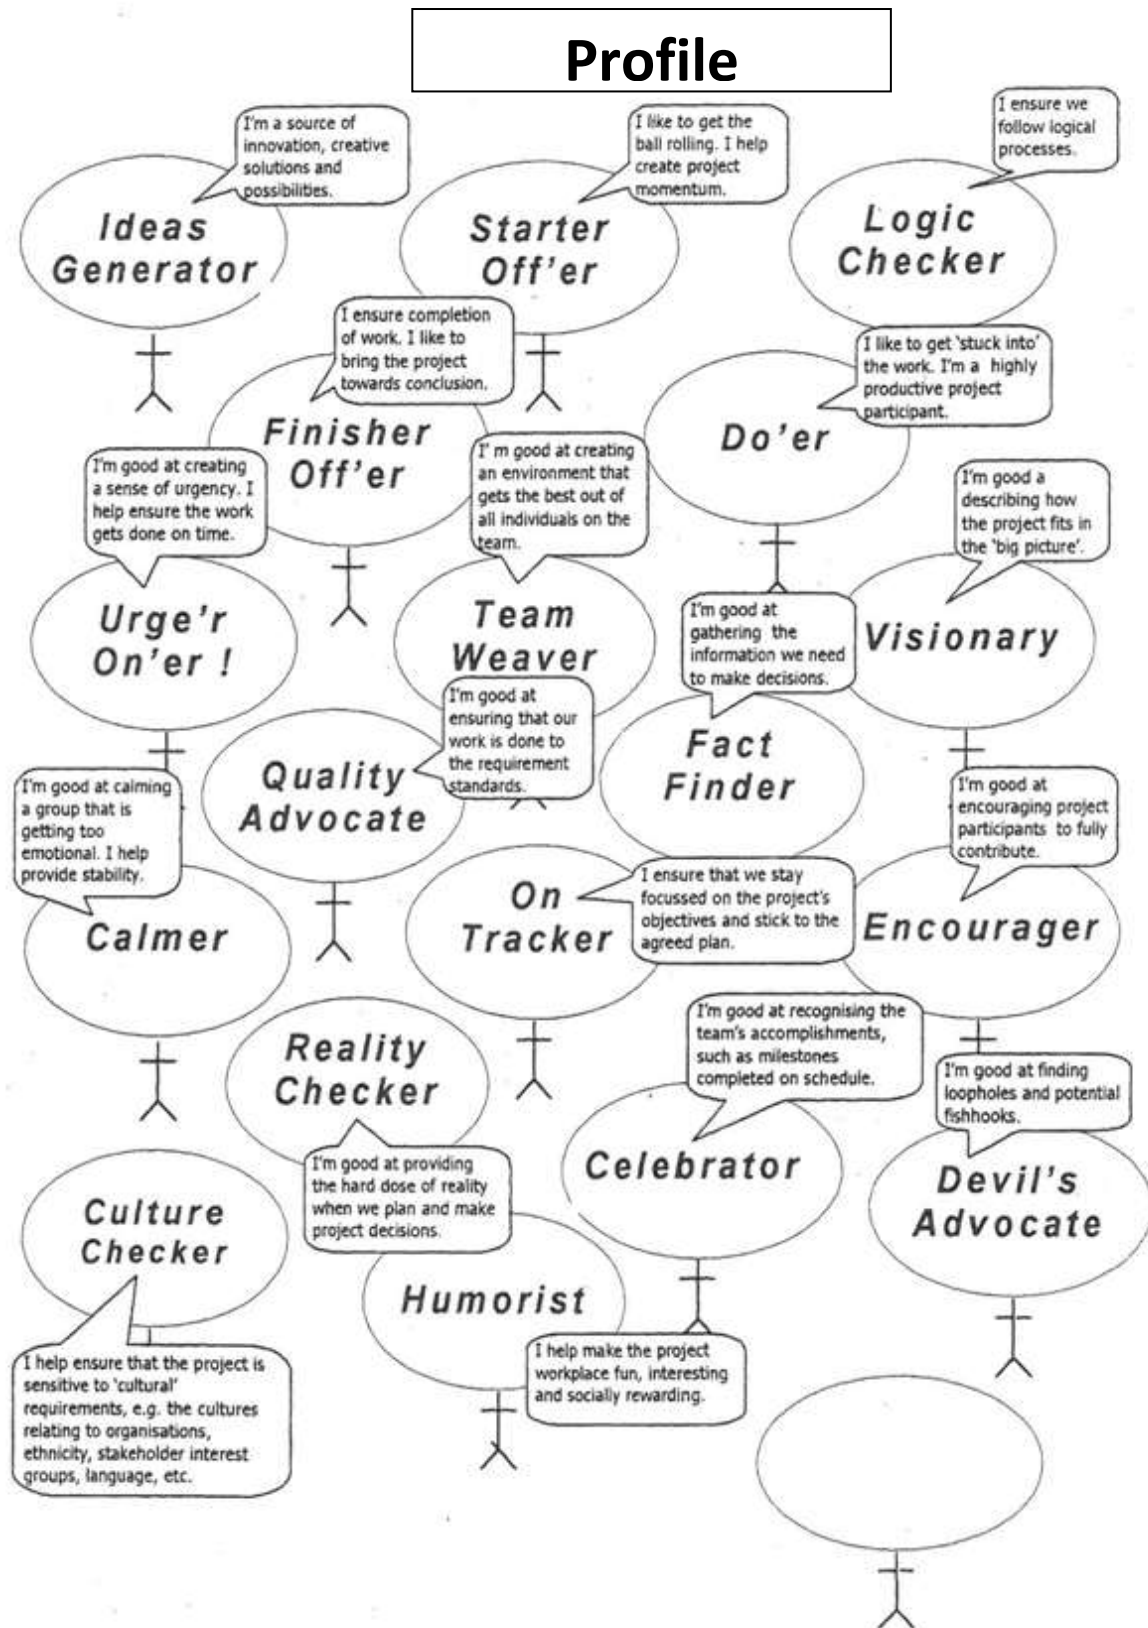 Profile
I'm a source of
innovation, creative
solutions and
possibilities.
Ideas
Generator
I like to get the
ball rolling. I help
create project
momentum.
Starter
Off'er
I ensure we
follow logical
processes.
Logic
Checker
I ensure completion
of work. I like to
bring the project
towards conclusion.
Finisher
Off'er
I like to get 'stuck into'
the work. I'm a highly
productive project
participant.
Do'er
I'm good at creating
a sense of urgency. I
help ensure the work
gets done on time.
Urge'r
On'er !
I'm good at creating
an environment that
gets the best out of
all individuals on the
team.
Team
Weaver
I'm good a
describing how
the project fits in
the 'big picture'.
Visionary
I'm good at
gathering the
information we need
to make decisions.
Fact
Finder
I'm good at
ensuring that our
work is done to
the requirement
standards.
Quality
Advocate
I'm good at calming
a group that is
getting too
emotional. I help
provide stability.
Calmer
I ensure that we stay
focussed on the project's
objectives and stick to the
agreed plan.
On
Tracker
I'm good at
encouraging project
participants to fully
contribute.
Encourager
Reality
Checker
I'm good at providing
the hard dose of reality
when we plan and make
project decisions.
I'm good at recognising the
team's accomplishments,
such as milestones
completed on schedule.
Celebrator
I'm good at finding
loopholes and potential
fishhooks.
Devil's
Advocate
Culture
Checker
I help ensure that the project is
sensitive to 'cultural'
requirements, e.g. the cultures
relating to organisations,
ethnicity, stakeholder interest
groups, language, etc.
Humorist
I help make the project
workplace fun, interesting
and socially rewarding.